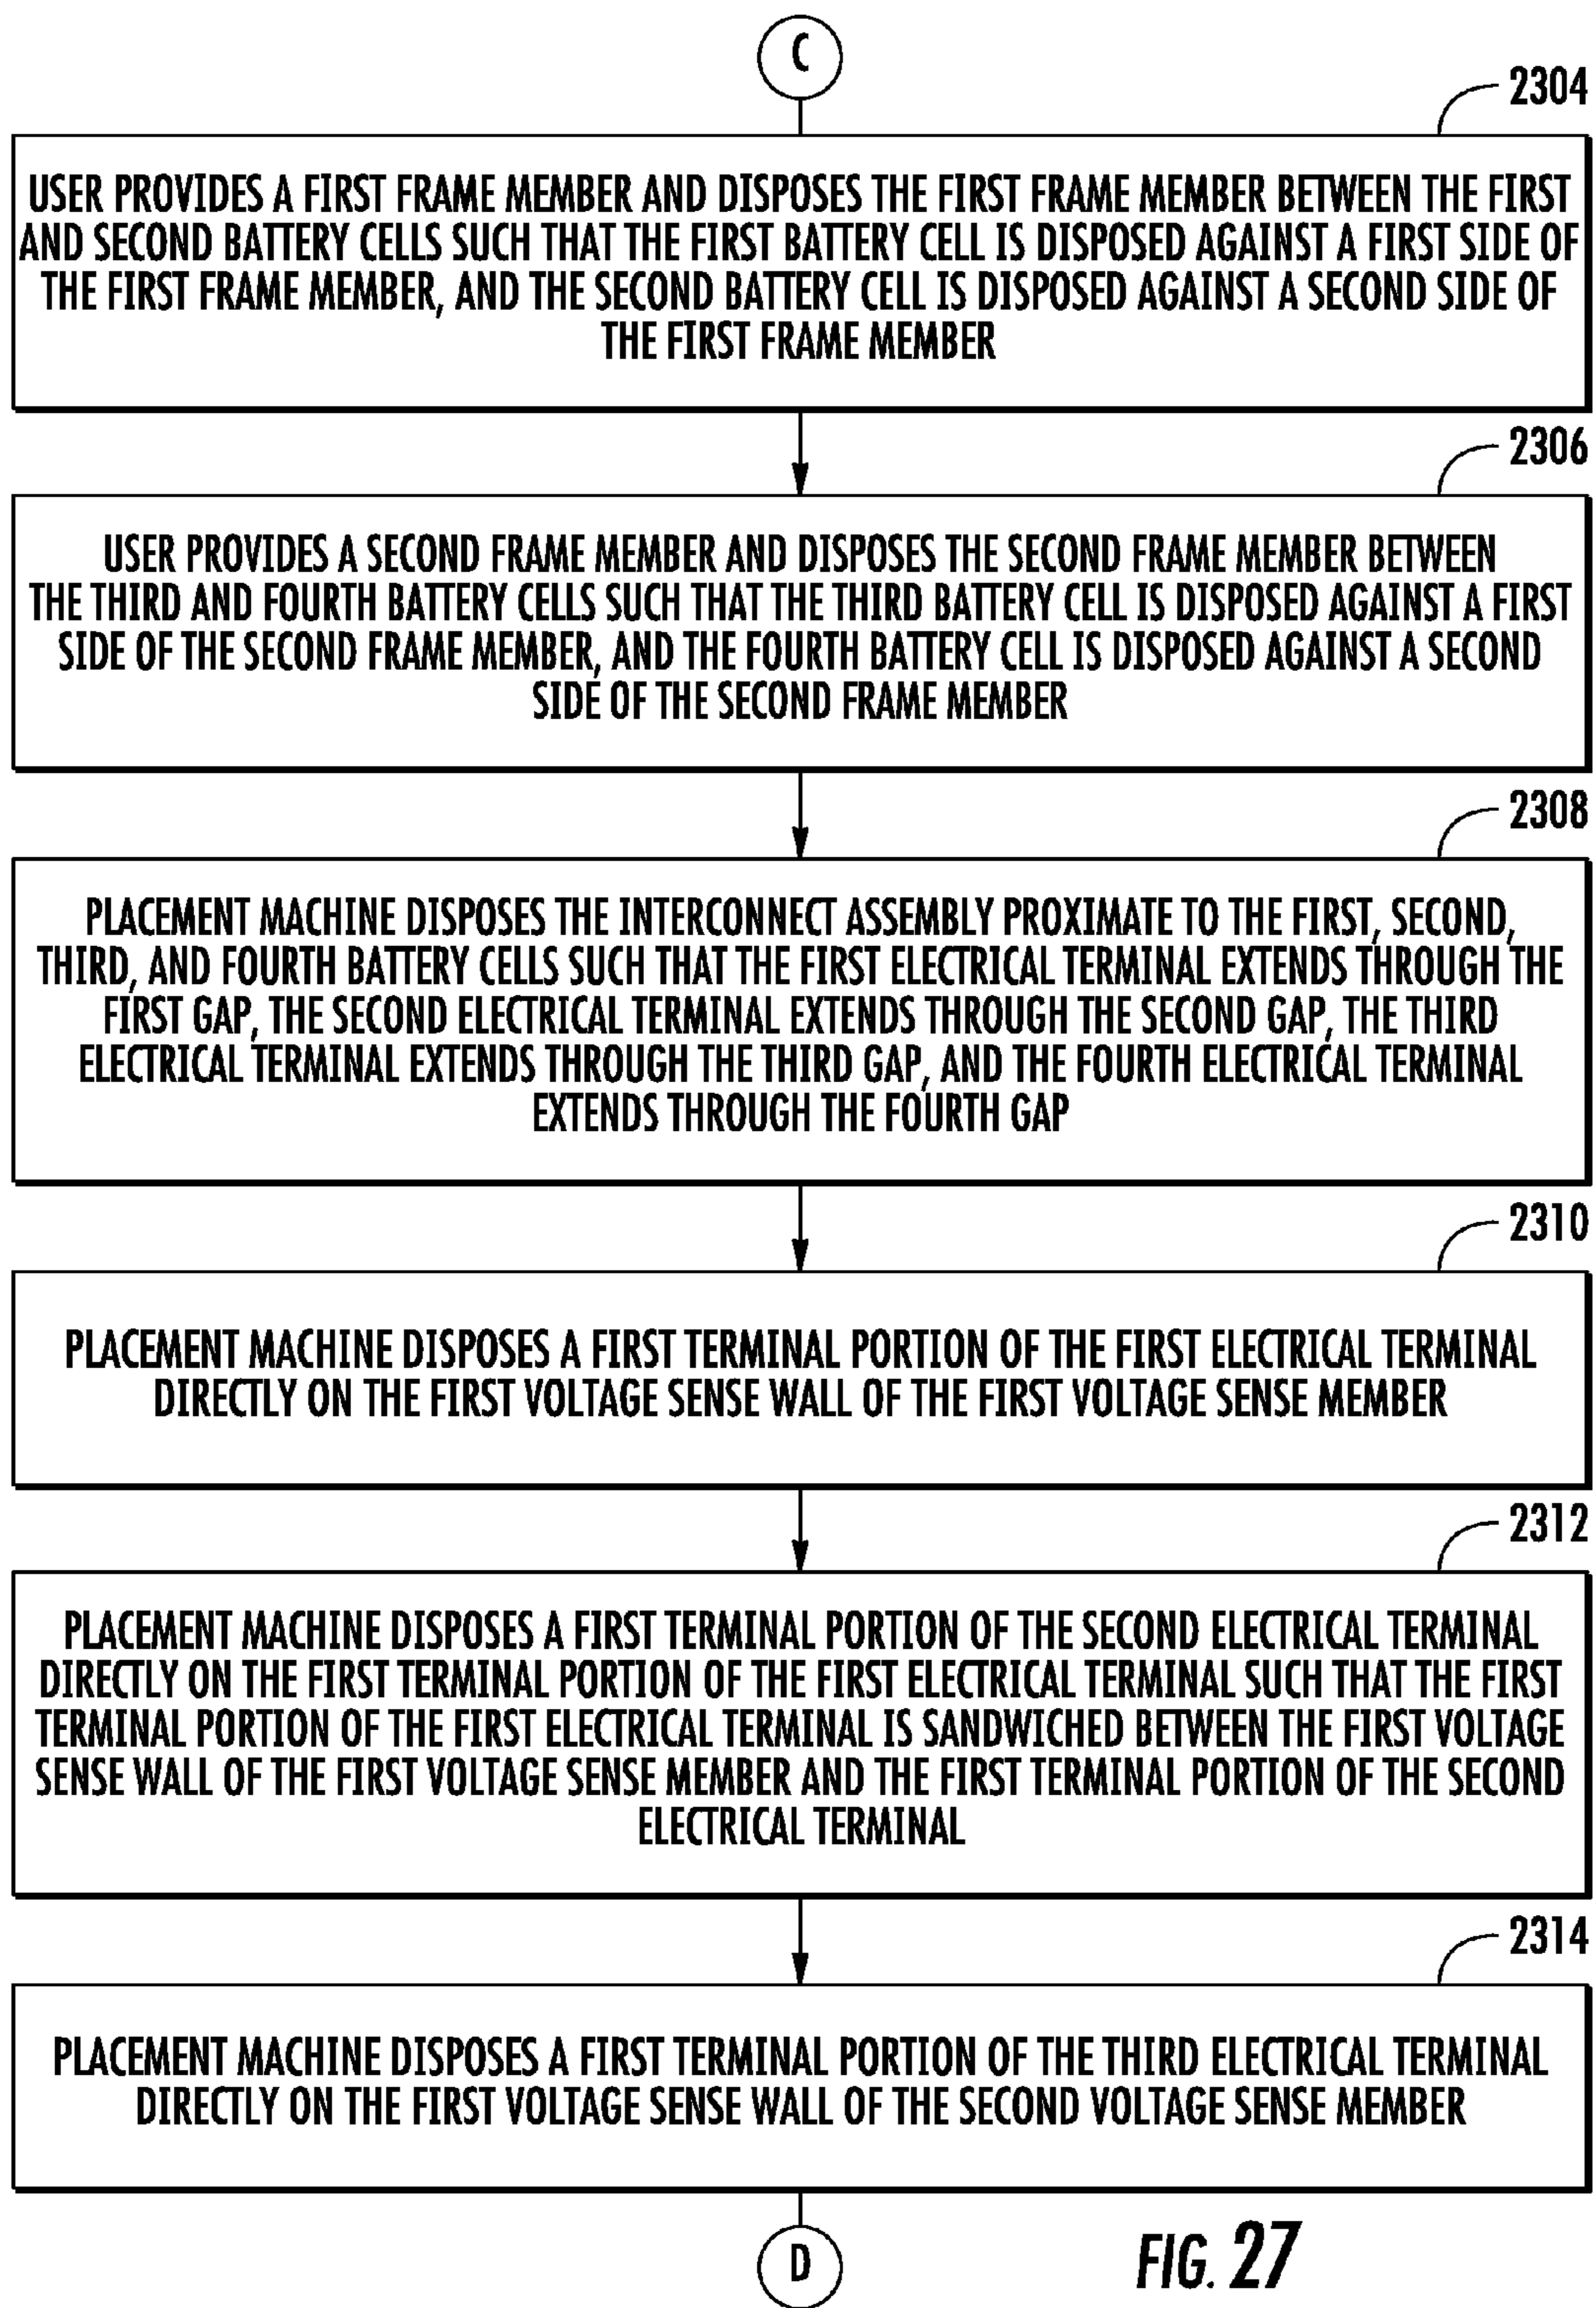 C
2304
USER PROVIDES A FIRST FRAME MEMBER AND DISPOSES THE FIRST FRAME MEMBER BETWEEN THE FIRST
AND SECOND BATTERY CELLS SUCH THAT THE FIRST BATTERY CELL IS DISPOSED AGAINST A FIRST SIDE OF
THE FIRST FRAME MEMBER, AND THE SECOND BATTERY CELL IS DISPOSED AGAINST A SECOND SIDE OF
THE FIRST FRAME MEMBER
2306
USER PROVIDES A SECOND FRAME MEMBER AND DISPOSES THE SECOND FRAME MEMBER BETWEEN
THE THIRD AND FOURTH BATTERY CELLS SUCH THAT THE THIRD BATTERY CELL IS DISPOSED AGAINST A FIRST
SIDE OF THE SECOND FRAME MEMBER, AND THE FOURTH BATTERY CELL IS DISPOSED AGAINST A SECOND
SIDE OF THE SECOND FRAME MEMBER
2308
PLACEMENT MACHINE DISPOSES THE INTERCONNECT ASSEMBLY PROXIMATE TO THE FIRST, SECOND,
THIRD, AND FOURTH BATTERY CELLS SUCH THAT THE FIRST ELECTRICAL TERMINAL EXTENDS THROUGH THE
FIRST GAP, THE SECOND ELECTRICAL TERMINAL EXTENDS THROUGH THE SECOND GAP, THE THIRD
ELECTRICAL TERMINAL EXTENDS THROUGH THE THIRD GAP, AND THE FOURTH ELECTRICAL TERMINAL
EXTENDS THROUGH THE FOURTH GAP
2310
PLACEMENT MACHINE DISPOSES A FIRST TERMINAL PORTION OF THE FIRST ELECTRICAL TERMINAL
DIRECTLY ON THE FIRST VOLTAGE SENSE WALL OF THE FIRST VOLTAGE SENSE MEMBER
2312
PLACEMENT MACHINE DISPOSES A FIRST TERMINAL PORTION OF THE SECOND ELECTRICAL TERMINAL
DIRECTLY ON THE FIRST TERMINAL PORTION OF THE FIRST ELECTRICAL TERMINAL SUCH THAT THE FIRST
TERMINAL PORTION OF THE FIRST ELECTRICAL TERMINAL IS SANDWICHED BETWEEN THE FIRST VOLTAGE
SENSE WALL OF THE FIRST VOLTAGE SENSE MEMBER AND THE FIRST TERMINAL PORTION OF THE SECOND
ELECTRICAL TERMINAL
2314
PLACEMENT MACHINE DISPOSES A FIRST TERMINAL PORTION OF THE THIRD ELECTRICAL TERMINAL
DIRECTLY ON THE FIRST VOLTAGE SENSE WALL OF THE SECOND VOLTAGE SENSE MEMBER
D
FIG. 27